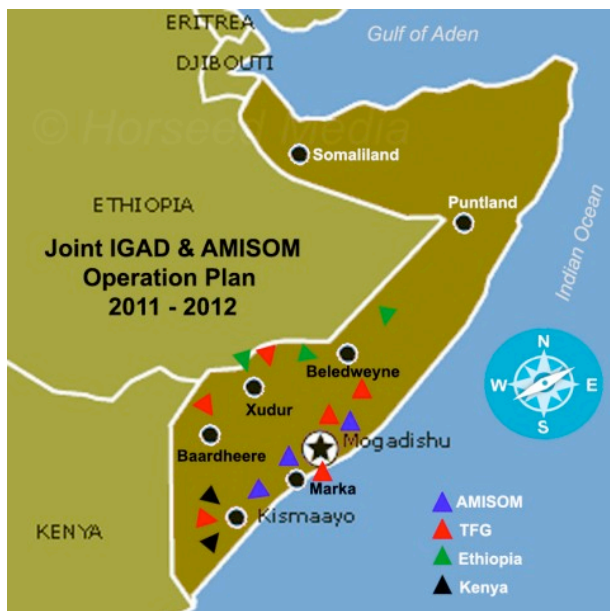 ERITREA
Gulf of Aden
DJIBOUTI
© Horseed Media
Somaliland
ETHIOPIA
Puntland
Joint IGAD & AMISOM
Operation Plan
2011 - 2012
Indian Ocean
Beledweyne
N
Xudur
W
E
S
Mogadishu
Baardheere
Marka
AMISOM
Kismaayo
TFG
KENYA
Ethiopia
Kenya